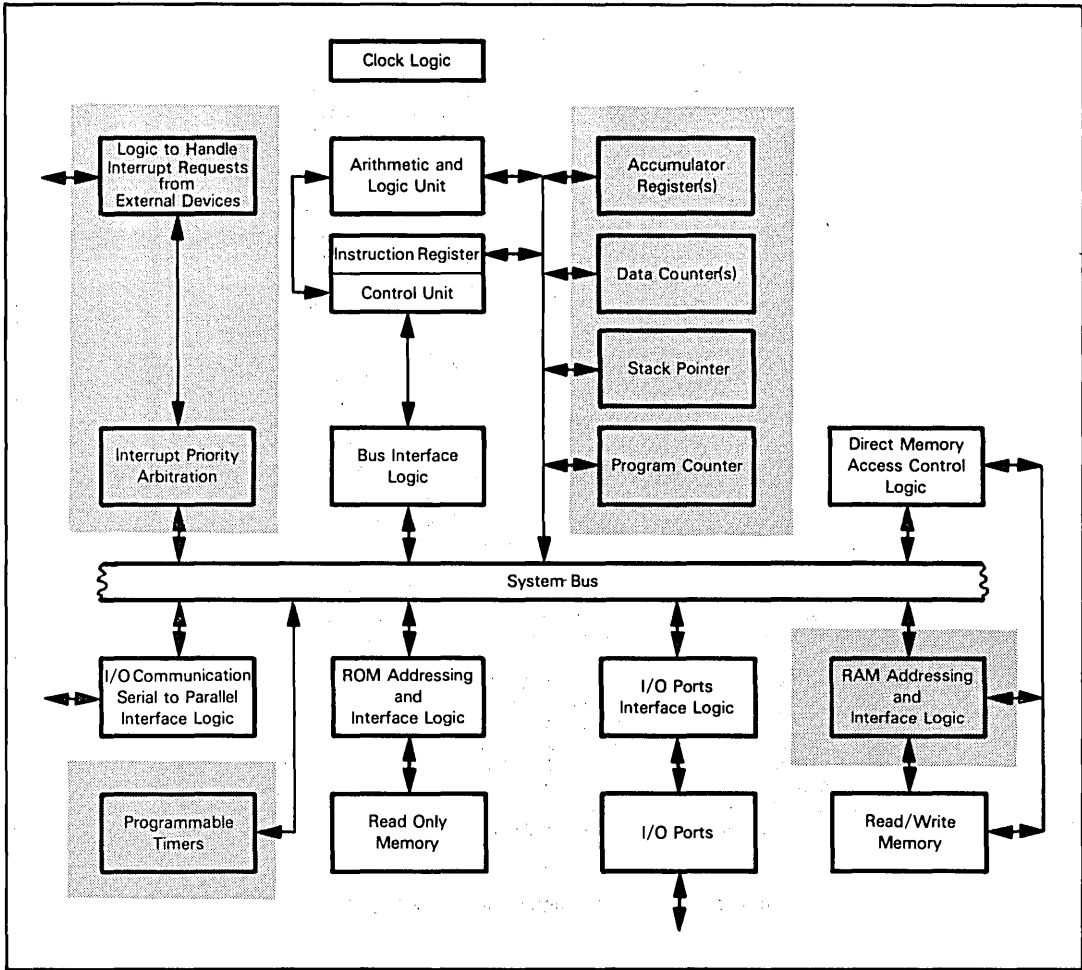 Clock Logic
Logic to Handle
Interrupt Requests
from
External Devices
Arithmetic and
Logic Unit
Accumulator
Register(s)
Instruction Register
Control Unit
Data Counter(s)
Stack Pointer
Interrupt Priority
Arbitration
Bus Interface
Logic
Program Counter
Direct Memory
Access Control
Logic
System Bus
I/O Communication
Serial to Parallel
Interface Logic
ROM Addressing
and
Interface Logic
I/O Ports
Interface Logic
RAM Addressing
and
Interface Logic
Programmable
Timers
Read Only
Memory
I/O Ports
Read/Write
Memory